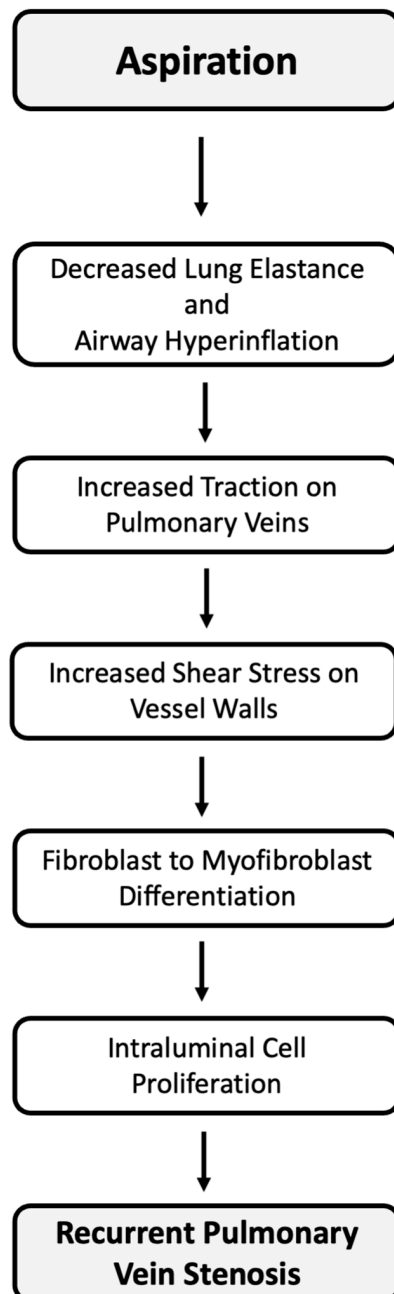 Aspiration
Decreased Lung Elastance
and
Airway Hyperinflation
Increased Traction on
Pulmonary Veins
Increased Shear Stress on
Vessel Walls
Fibroblast to Myofibroblast
Differentiation
Intraluminal Cell
Proliferation
Recurrent Pulmonary
Vein Stenosis